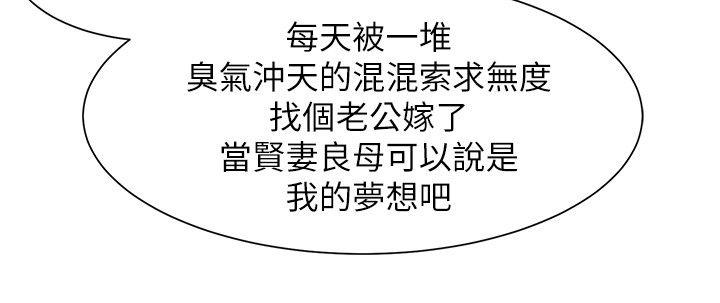 每天被一堆
臭氣沖天的混混索求無度
找個老公嫁了
當賢妻良母可以說是
我的夢想吧